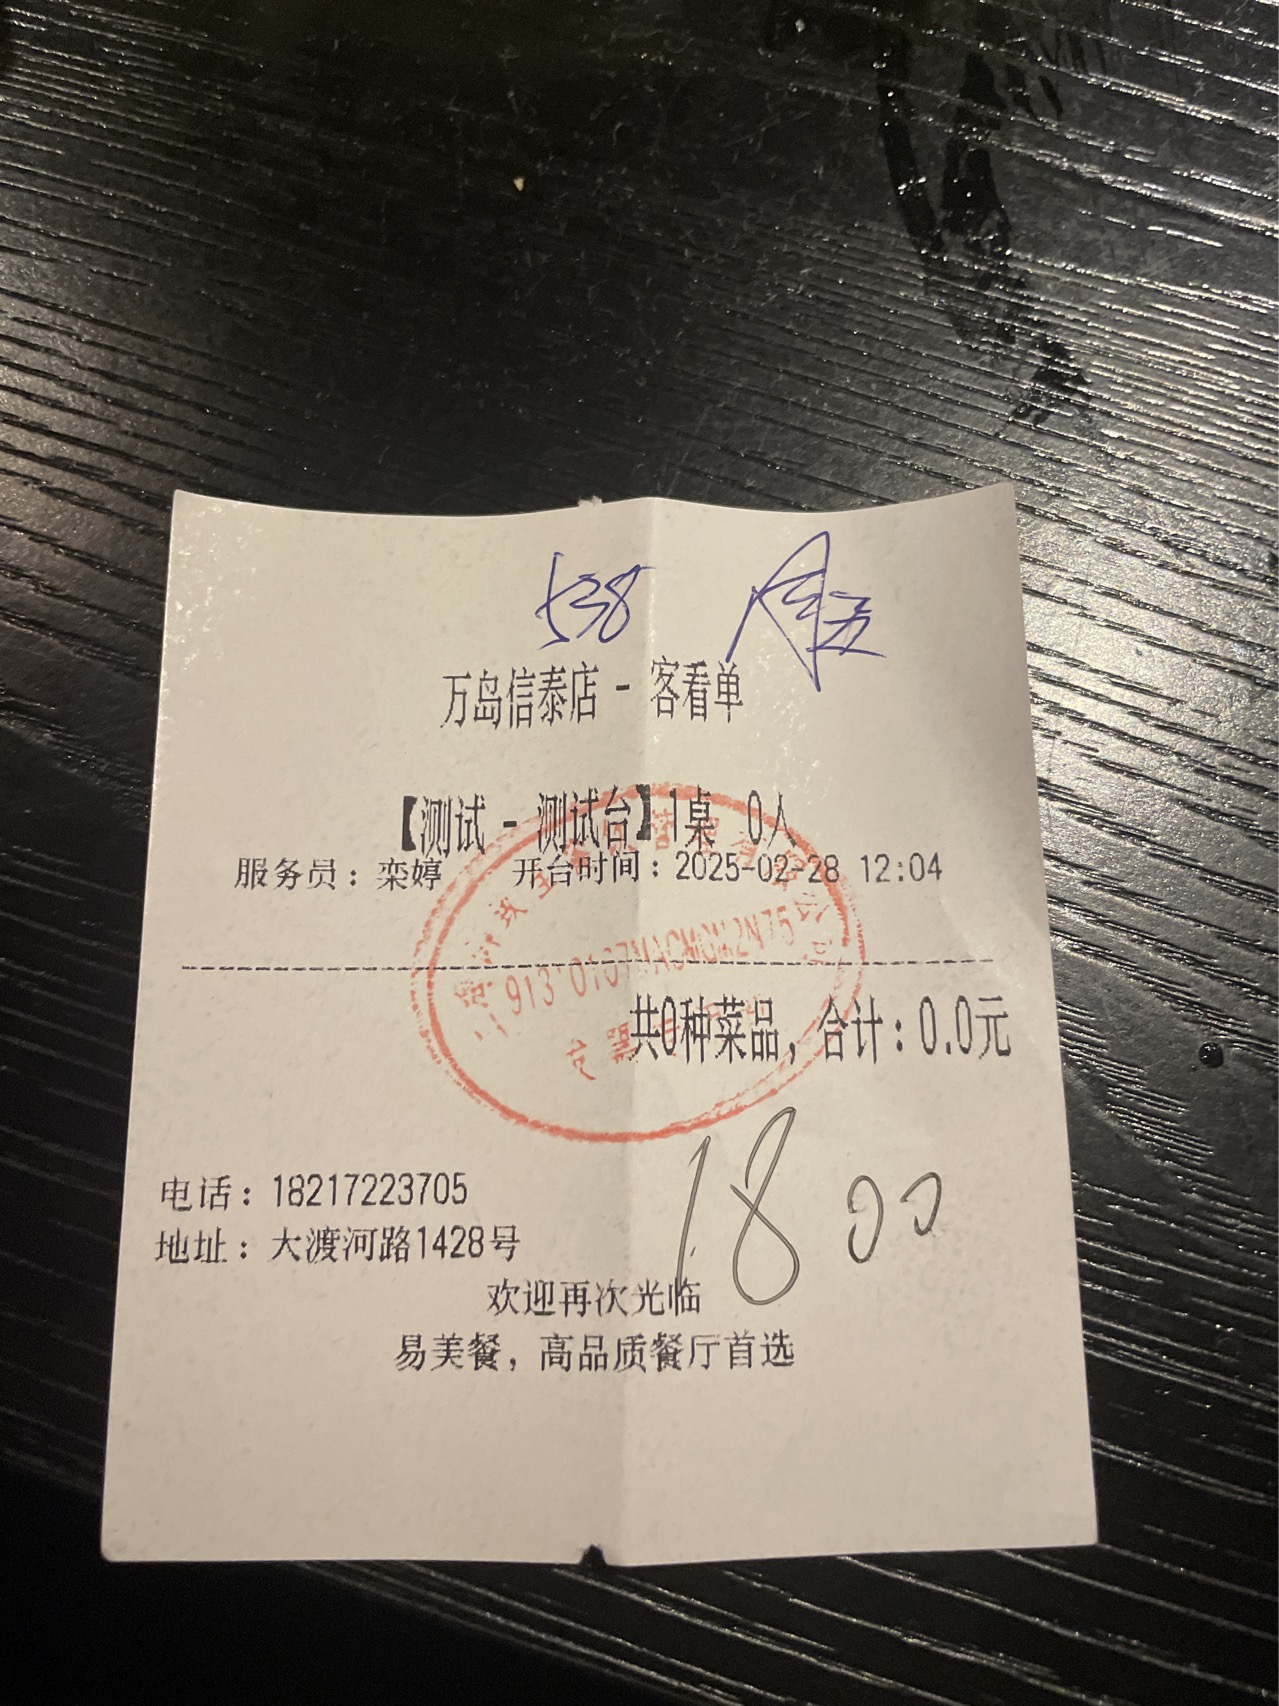 538 周五
万岛信泰店 - 客看单
【测试 - 测试台】1桌 0人
服务员：栾婷 开台时间：2025-02-28 12:04
共0种菜品，合计：0.0元
18 00
电话：18217223705
地址：大渡河路1428号
欢迎再次光临
易美餐，高品质餐厅首选